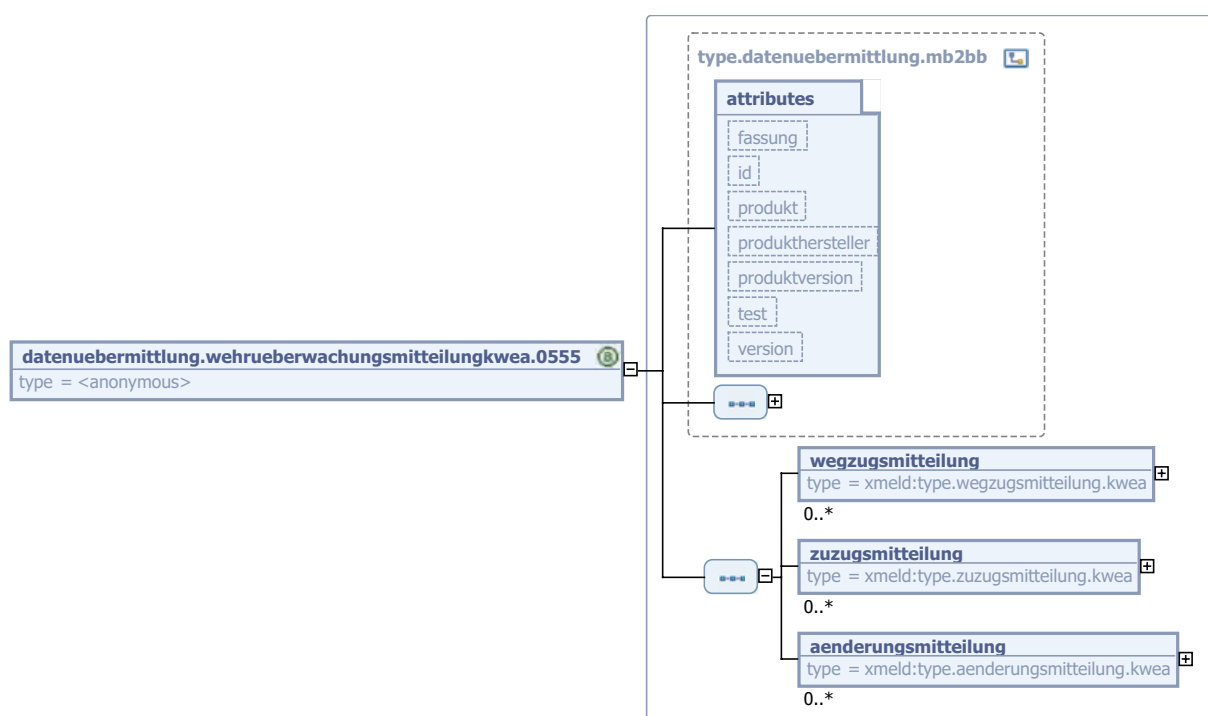 type.datenuebermittlung.mb2bb
attributes
fassung
id
produkt
produkthersteller
produktversion
test
version
datenuebermittlung.wehrueberwachungsmitteilungkwea.0555 B
type = <anonymous>
wegzugsmitteilung
type = xmeld:type.wegzugsmitteilung.kwea
0..*
zuzugsmitteilung
type = xmeld:type.zuzugsmitteilung.kwea
0..*
aenderungsmitteilung
type = xmeld:type.aenderungsmitteilung.kwea
0..*